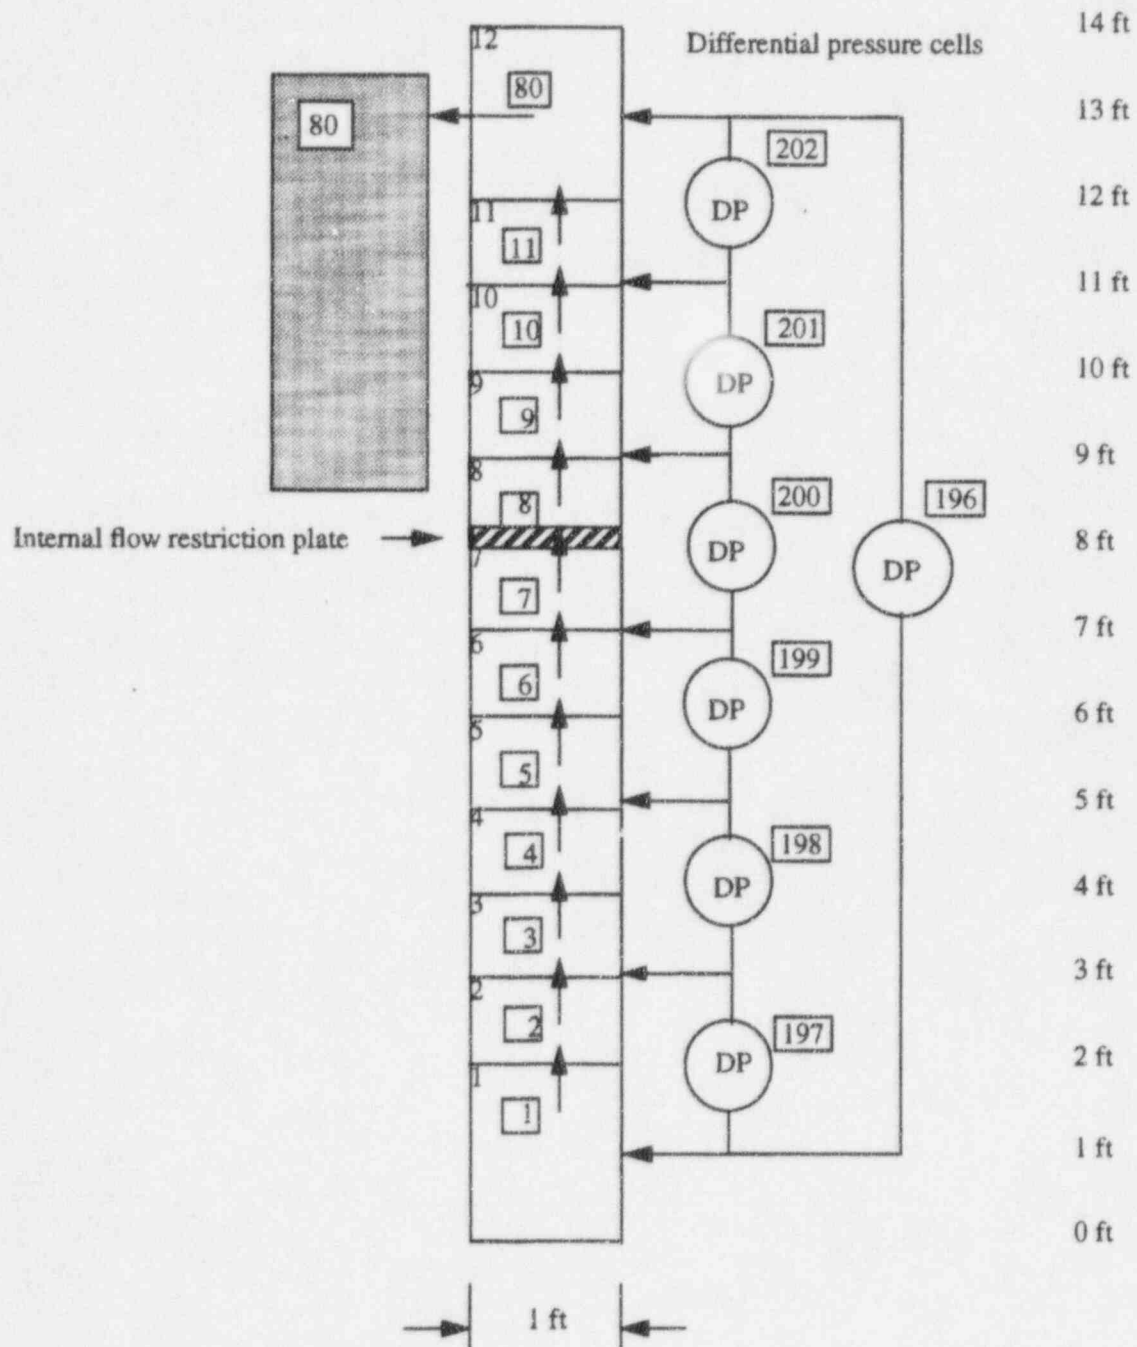 14 ft
12
Differential pressure cells
80
80
13 ft
202
DP
12 ft
11
11
11 ft
10
10
201
DP
10 ft
9
9
9 ft
8
8
200
196
Internal flow restriction plate
DP
DP
8 ft
7
7
7 ft
6
6
199
DP
6 ft
5
5
5 ft
4
4
198
DP
4 ft
3
3
3 ft
2
2
197
DP
2 ft
1
1
1 ft
0 ft
1 ft